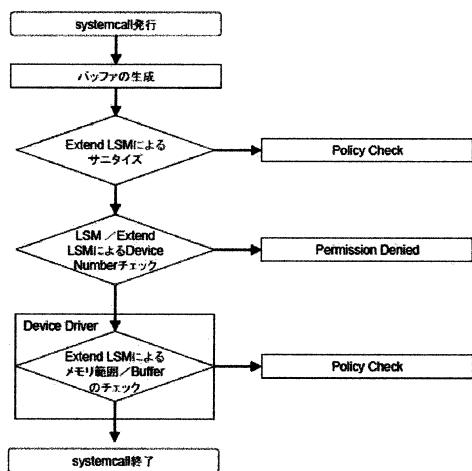 systemcall発行
バッファの生成
Extend LSMによる
サニタイズ
Policy Check
LSM ／Extend
LSMによるDevice
Numberチェック
Permission Denied
Device Driver
Extend LSMによる
メモリ範囲／Buffer
のチェック
Policy Check
systemcall終了